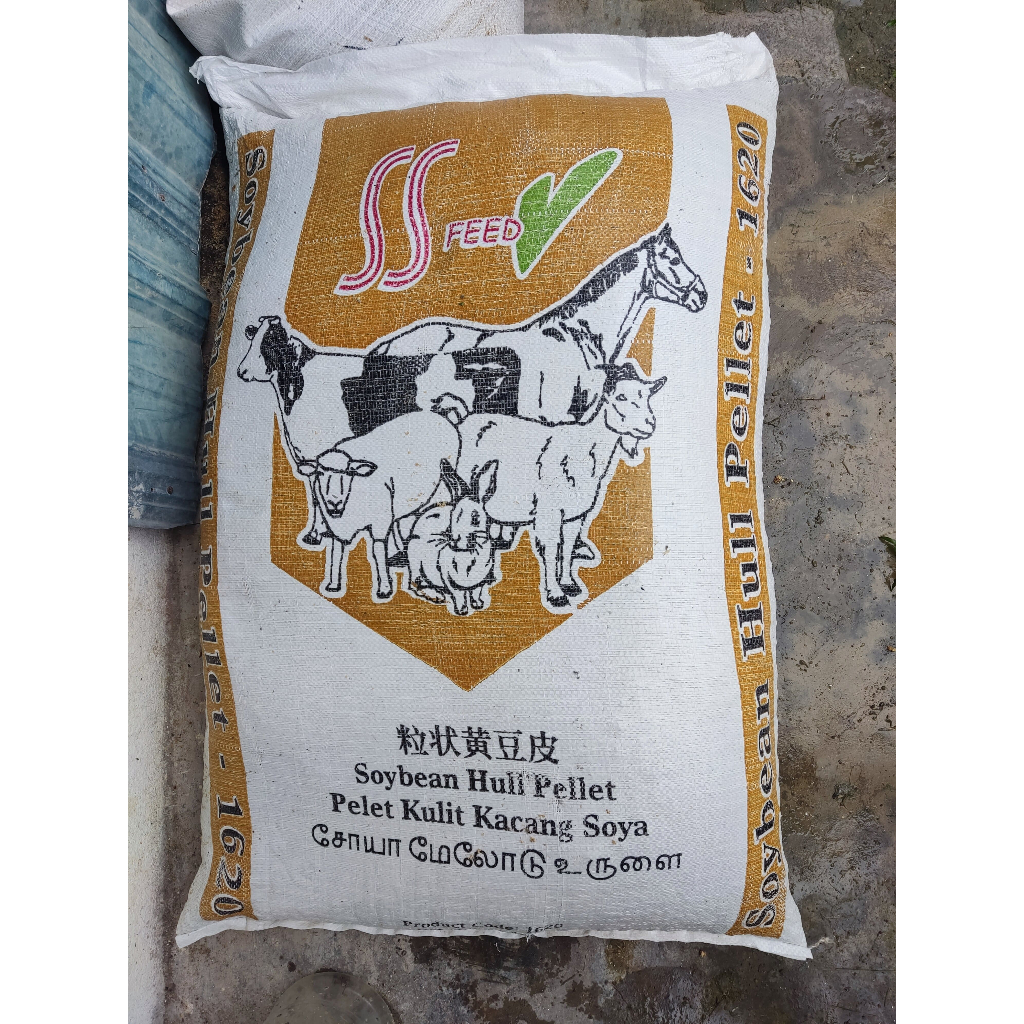 SS FEED
粒状黄豆皮
Soybean Hull Pellet
Pelet Kulit Kacang Soya
சோயா மேலோடு உருளை
Product Code: 1620
Soybean Hull Pellet - 1620
Soybean Hull Pellet - 1620